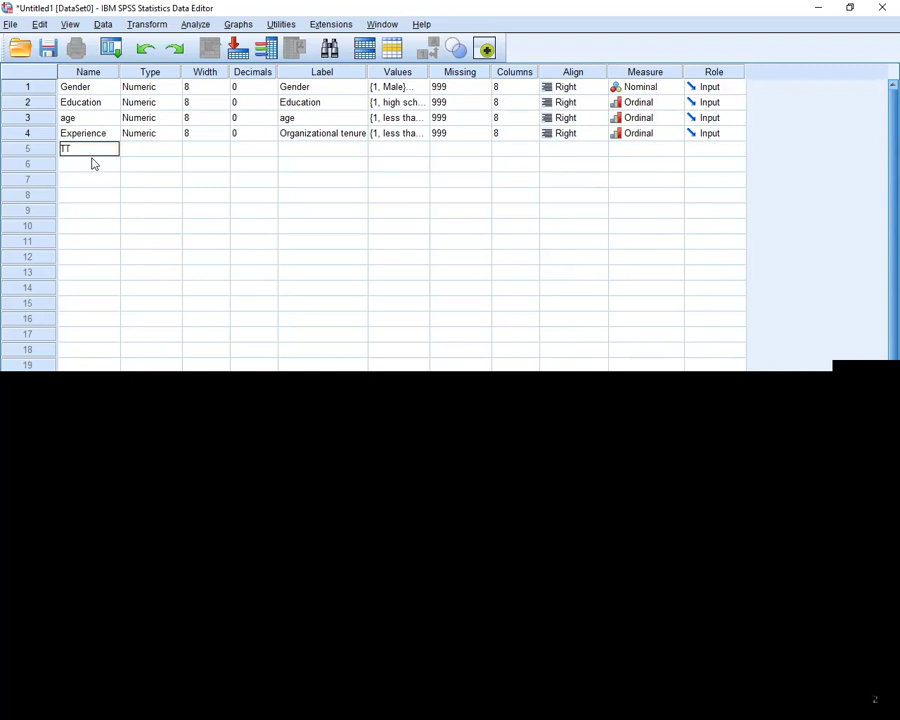 *Untitled1 [DataSet0] - IBM SPSS Statistics Data Editor
File Edit View Data Transform Analyze Graphs Utilities Extensions Window Help
Name Type Width Decimals Label Values Missing Columns Align Measure Role
1 Gender Numeric 8 0 Gender {1, Male}... 999 8 Right Nominal Input
2 Education Numeric 8 0 Education {1, high sch... 999 8 Right Ordinal Input
3 age Numeric 8 0 age {1, less tha... 999 8 Right Ordinal Input
4 Experience Numeric 8 0 Organizational tenure {1, less tha... 999 8 Right Ordinal Input
5 TT
6
7
8
9
10
11
12
13
14
15
16
17
18
19
2